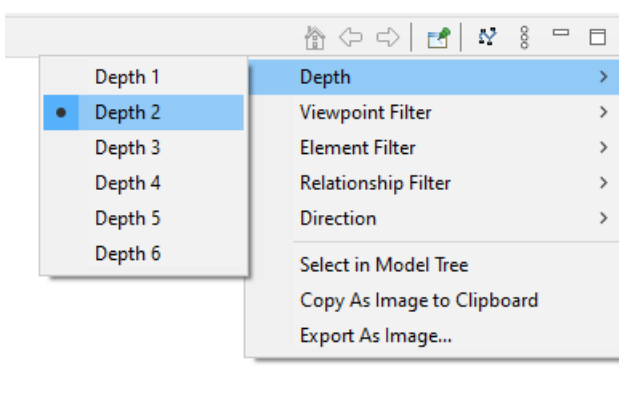 Depth 1
Depth 2
Depth 3
Depth 4
Depth 5
Depth 6
Depth
Viewpoint Filter
Element Filter
Relationship Filter
Direction
Select in Model Tree
Copy As Image to Clipboard
Export As Image...